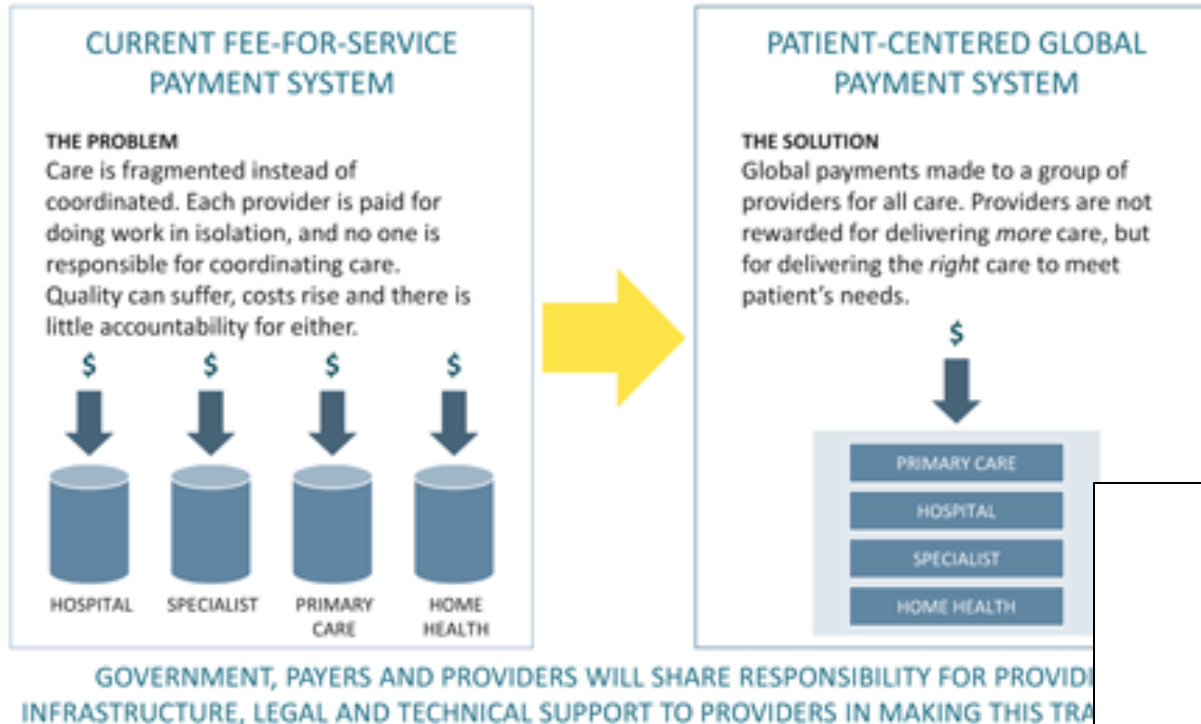 CURRENT FEE-FOR-SERVICE
PAYMENT SYSTEM
THE PROBLEM
Care is fragmented instead of
coordinated. Each provider is paid for
doing work in isolation, and no one is
responsible for coordinating care.
Quality can suffer, costs rise and there is
little accountability for either.
$ $ $ $
HOSPITAL SPECIALIST PRIMARY HOME
CARE HEALTH
PATIENT-CENTERED GLOBAL
PAYMENT SYSTEM
THE SOLUTION
Global payments made to a group of
providers for all care. Providers are not
rewarded for delivering more care, but
for delivering the right care to meet
patient's needs.
$
PRIMARY CARE
HOSPITAL
SPECIALIST
HOME HEALTH
GOVERNMENT, PAYERS AND PROVIDERS WILL SHARE RESPONSIBILITY FOR
INFRASTRUCTURE, LEGAL AND TECHNICAL SUPPORT TO PROVIDERS IN MAKING THIS